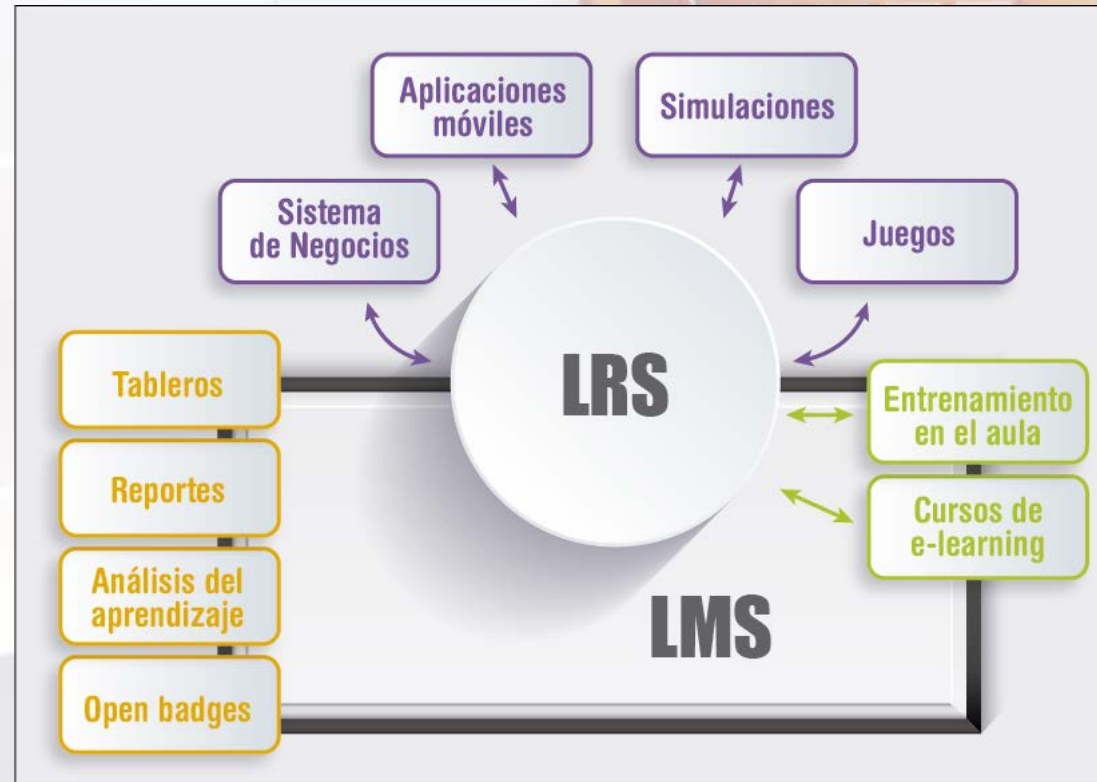 Aplicaciones
móviles
Simulaciones
Sistema
de Negocios
Juegos
LRS
Tableros
Reportes
Análisis del
aprendizaje
Open badges
Entrenamiento
en el aula
Cursos de
e-learning
LMS